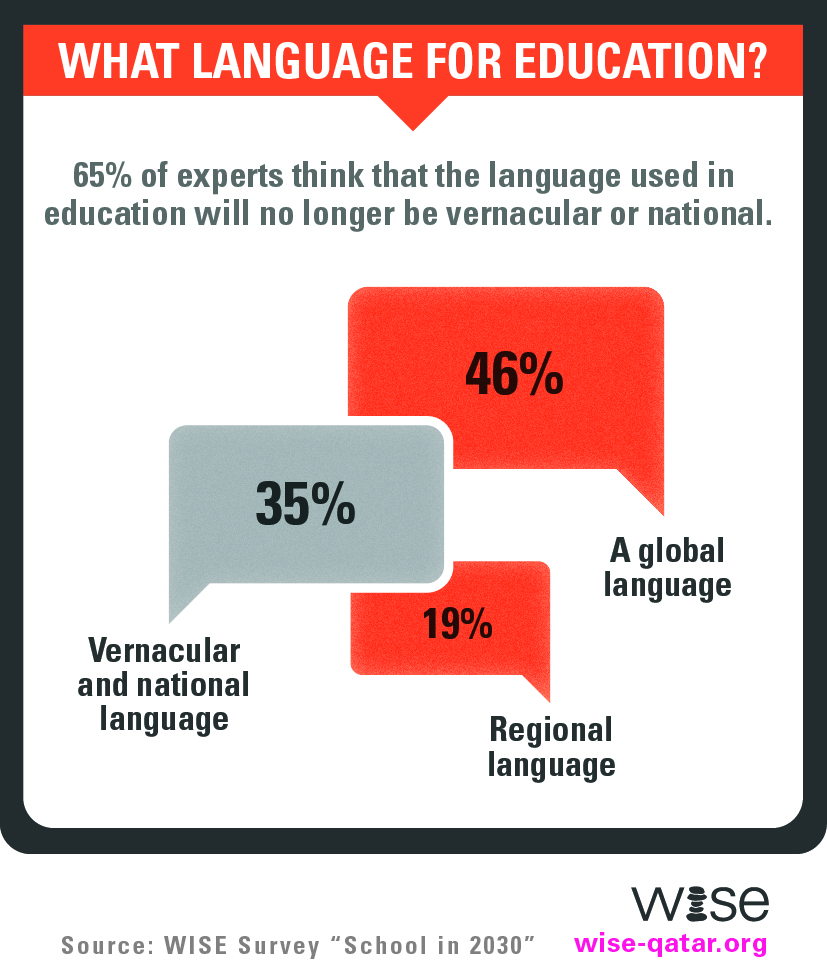 WHAT LANGUAGE FOR EDUCATION?
65% of experts think that the language used in
education will no longer be vernacular or national.
46%
35%
A global
language
19%
Vernacular
and national
language
Regional
language
wise
Source: WISE Survey “School in 2030”
wise-qatar.org